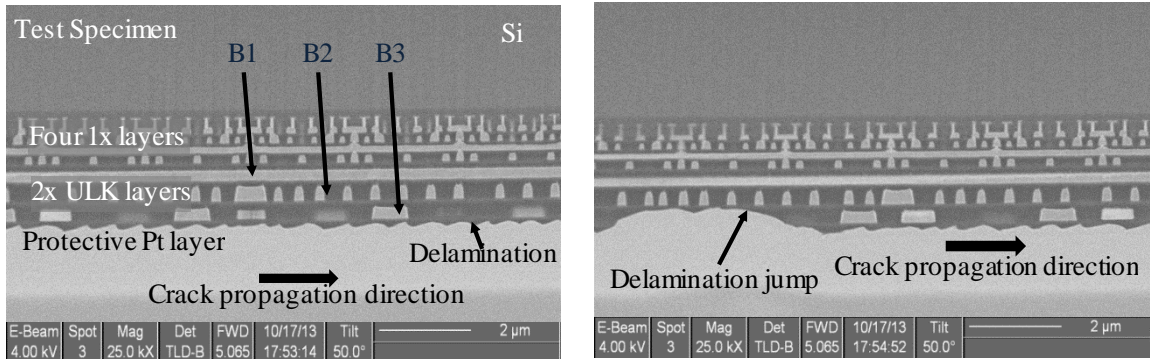 Test Specimen
Si
B1 B2 B3
Four 1x layers
2x ULK layers
Protective Pt layer
Delamination
Crack propagation direction
E-Beam Spot Mag Det FWD 10/17/13 Tilt
4.00 kV 3 25.0 kX TLD-B 5.065 17:53:14 50.0° 2 µm
Delamination jump
Crack propagation direction
E-Beam Spot Mag Det FWD 10/17/13 Tilt
4.00 kV 3 25.0 kX TLD-B 5.065 17:54:52 50.0° 2 µm